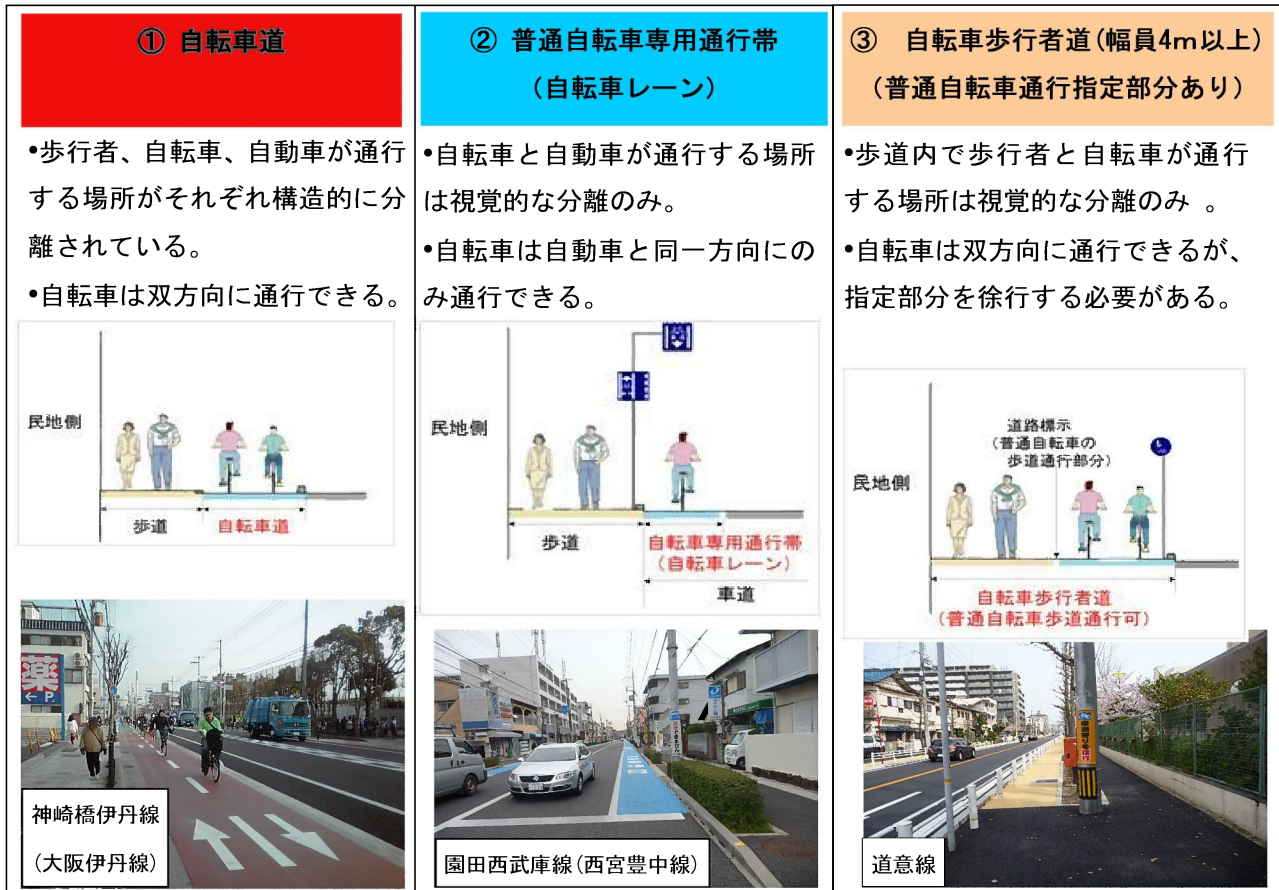 ① 自転車道
•歩行者、自転車、自動車が通行
する場所がそれぞれ構造的に分
離されている。
•自転車は双方向に通行できる。
民地側
歩道
自転車道
薬
←P
神崎橋伊丹線
(大阪伊丹線)
② 普通自転車専用通行帯
(自転車レーン)
•自転車と自動車が通行する場所
は視覚的な分離のみ。
•自転車は自動車と同一方向にの
み通行できる。
民地側
歩道
自転車専用通行帯
(自転車レーン)
車道
園田西武庫線(西宮豊中線)
③ 自転車歩行者道(幅員4m以上)
(普通自転車通行指定部分あり)
•歩道内で歩行者と自転車が通行
する場所は視覚的な分離のみ 。
•自転車は双方向に通行できるが、
指定部分を徐行する必要がある。
道路標示
(普通自転車の
歩道通行部分)
民地側
自転車歩行者道
(普通自転車歩道通行可)
道意線